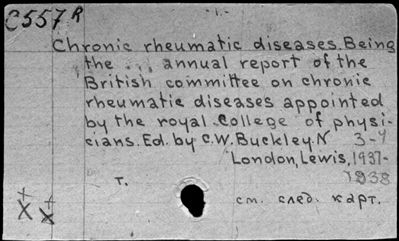 C557 R
Chronic rheumatic diseases. Being
the ... annual report of the
British committee on chronic
rheumatic diseases appointed
by the royal College of physi-
cians. Ed. by C.W. Buckley. N 3-4
London, Lewis, 1937-
1938
т.
см. след. карт.